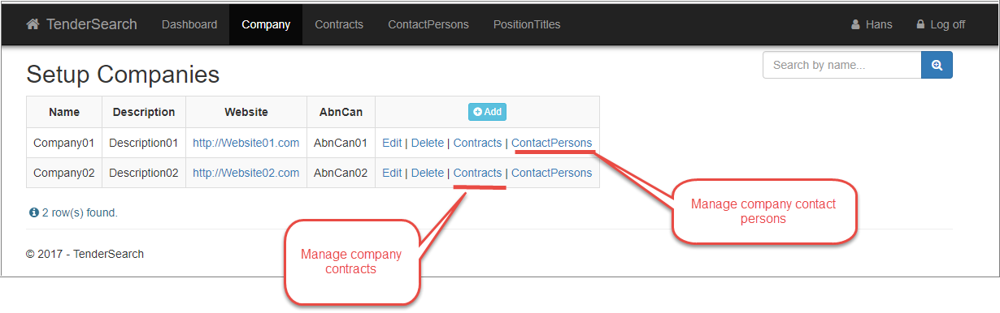 TenderSearch Dashboard Company Contracts ContactPersons PositionTitles Hans Log off
Setup Companies
Search by name...
Name Description Website AbnCan Add
Company01 Description01 http://Website01.com AbnCan01 Edit | Delete | Contracts | ContactPersons
Company02 Description02 http://Website02.com AbnCan02 Edit | Delete | Contracts | ContactPersons
Manage company contact
persons
2 row(s) found.
Manage company
contracts
© 2017 - TenderSearch